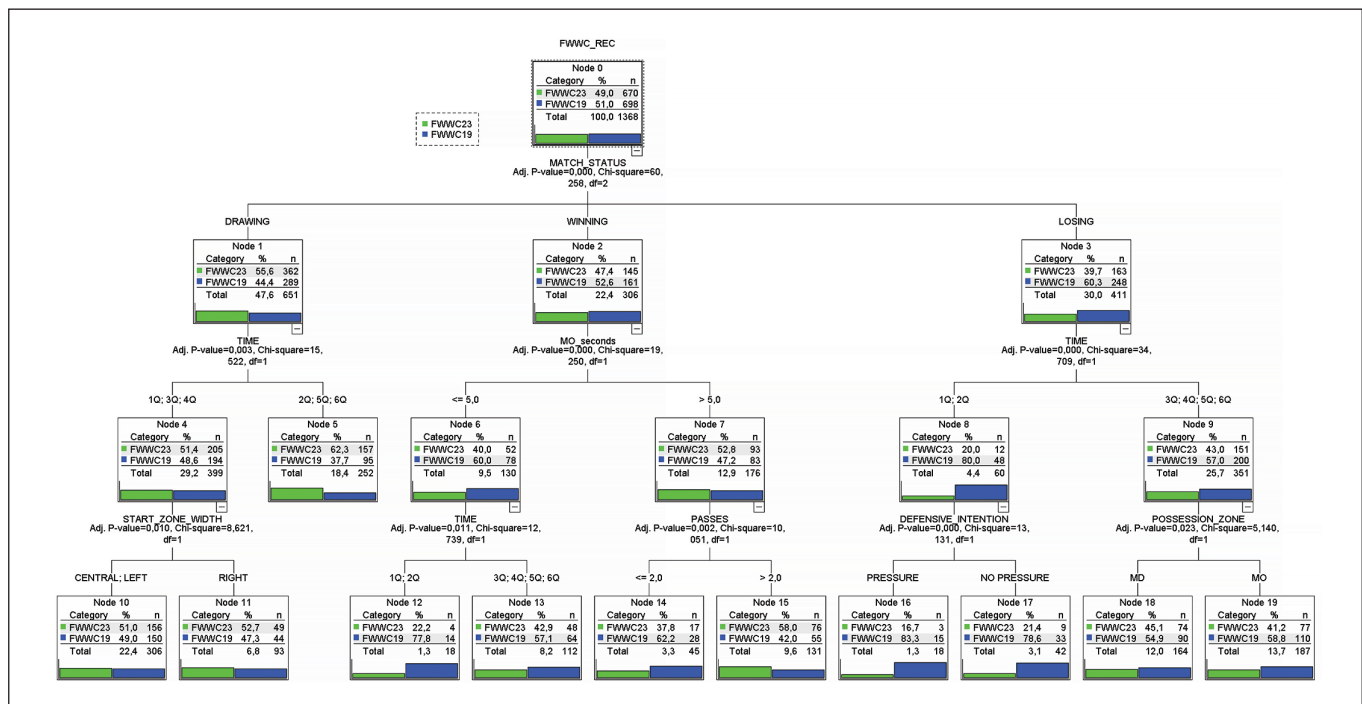 FWWC_REC
Node 0
Category % n
FWWC23 49,0 670
FWWC19 51,0 698
Total 100,0 1368
FWWC23
FWWC19
MATCH_STATUS
Adj. P-value=0,000, Chi-square=60,
258, df=2
DRAWING
WINNING
LOSING
Node 1
Category % n
FWWC23 55,6 362
FWWC19 44,4 289
Total 47,6 651
Node 2
Category % n
FWWC23 47,4 145
FWWC19 52,6 161
Total 22,4 306
Node 3
Category % n
FWWC23 39,7 163
FWWC19 60,3 248
Total 30,0 411
TIME
Adj. P-value=0,003, Chi-square=15,
522, df=1
MO_seconds
Adj. P-value=0,000, Chi-square=19,
250, df=1
TIME
Adj. P-value=0,000, Chi-square=34,
709, df=1
1Q; 3Q; 4Q
2Q; 5Q; 6Q
<= 5,0
> 5,0
1Q; 2Q
3Q; 4Q; 5Q; 6Q
Node 4
Category % n
FWWC23 51,4 205
FWWC19 48,6 194
Total 29,2 399
Node 5
Category % n
FWWC23 62,3 157
FWWC19 37,7 95
Total 18,4 252
Node 6
Category % n
FWWC23 40,0 52
FWWC19 60,0 78
Total 9,5 130
Node 7
Category % n
FWWC23 52,8 93
FWWC19 47,2 83
Total 12,9 176
Node 8
Category % n
FWWC23 20,0 12
FWWC19 80,0 48
Total 4,4 60
Node 9
Category % n
FWWC23 43,0 151
FWWC19 57,0 200
Total 25,7 351
START_ZONE_WIDTH
Adj. P-value=0,010, Chi-square=8,621,
df=1
TIME
Adj. P-value=0,011, Chi-square=12,
739, df=1
PASSES
Adj. P-value=0,002, Chi-square=10,
051, df=1
DEFENSIVE_INTENTION
Adj. P-value=0,000, Chi-square=13,
131, df=1
POSSESSION_ZONE
Adj. P-value=0,023, Chi-square=5,140,
df=1
CENTRAL; LEFT
RIGHT
1Q; 2Q
3Q; 4Q; 5Q; 6Q
<= 2,0
> 2,0
PRESSURE
NO PRESSURE
MD
MO
Node 10
Category % n
FWWC23 51,0 156
FWWC19 49,0 150
Total 22,4 306
Node 11
Category % n
FWWC23 52,7 49
FWWC19 47,3 44
Total 6,8 93
Node 12
Category % n
FWWC23 22,2 4
FWWC19 77,8 14
Total 1,3 18
Node 13
Category % n
FWWC23 42,9 48
FWWC19 57,1 64
Total 8,2 112
Node 14
Category % n
FWWC23 37,8 17
FWWC19 62,2 28
Total 3,3 45
Node 15
Category % n
FWWC23 58,0 76
FWWC19 42,0 55
Total 9,6 131
Node 16
Category % n
FWWC23 16,7 3
FWWC19 83,3 15
Total 1,3 18
Node 17
Category % n
FWWC23 21,4 9
FWWC19 78,6 33
Total 3,1 42
Node 18
Category % n
FWWC23 45,1 74
FWWC19 54,9 90
Total 12,0 164
Node 19
Category % n
FWWC23 41,2 77
FWWC19 58,8 110
Total 13,7 187